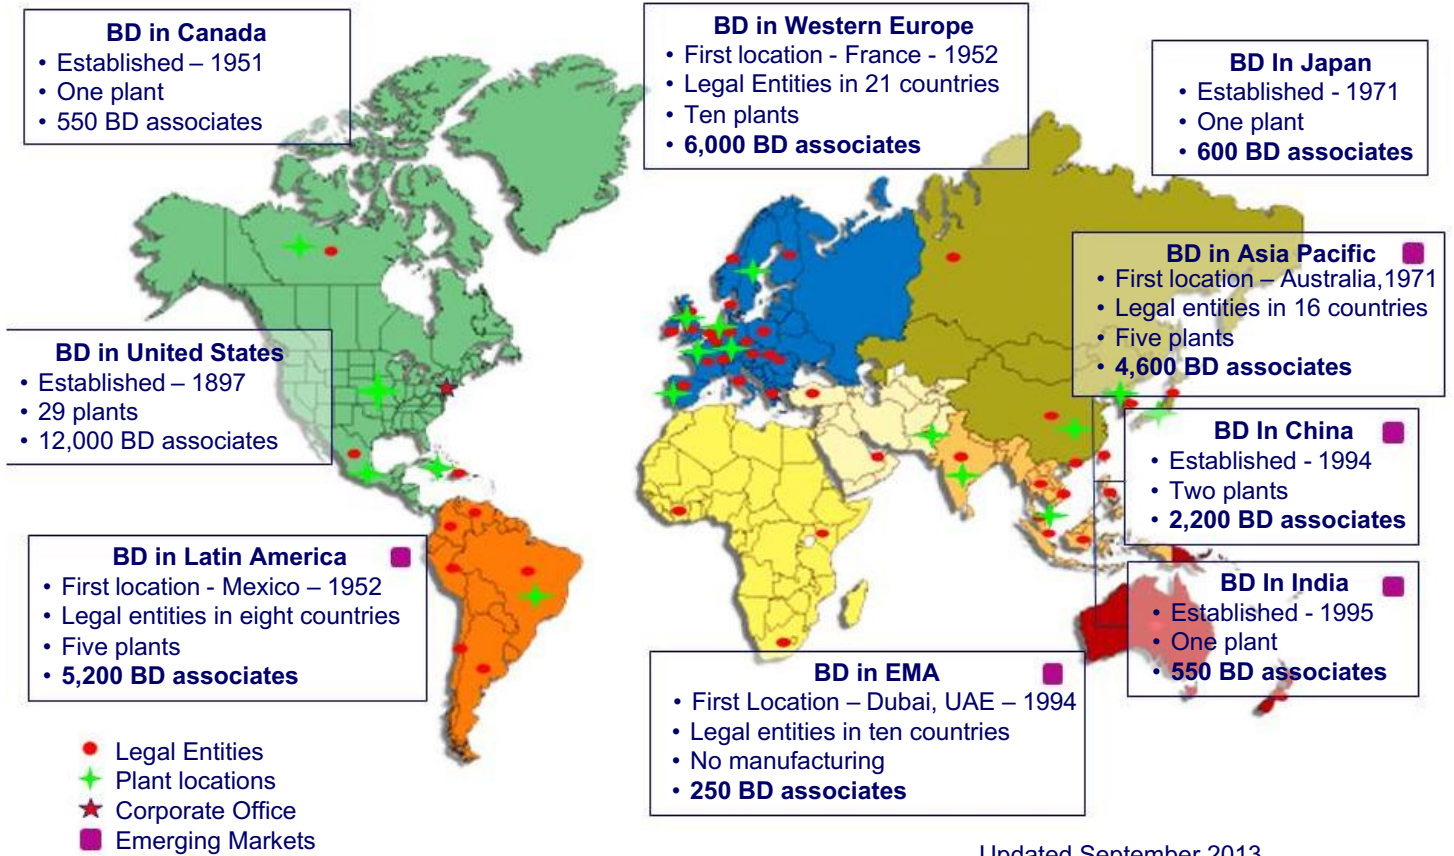 BD in Canada
• Established – 1951
• One plant
• 550 BD associates
BD in Western Europe
• First location - France - 1952
• Legal Entities in 21 countries
• Ten plants
• 6,000 BD associates
BD In Japan
• Established - 1971
• One plant
• 600 BD associates
BD in Asia Pacific
• First location – Australia,1971
• Legal entities in 16 countries
• Five plants
• 4,600 BD associates
BD in United States
• Established – 1897
• 29 plants
• 12,000 BD associates
BD In China
• Established - 1994
• Two plants
• 2,200 BD associates
BD in Latin America
• First location - Mexico – 1952
• Legal entities in eight countries
• Five plants
• 5,200 BD associates
BD In India
• Established - 1995
• One plant
• 550 BD associates
BD in EMA
• First Location – Dubai, UAE – 1994
• Legal entities in ten countries
• No manufacturing
• 250 BD associates
Legal Entities
Plant locations
Corporate Office
Emerging Markets
Updated September 2013